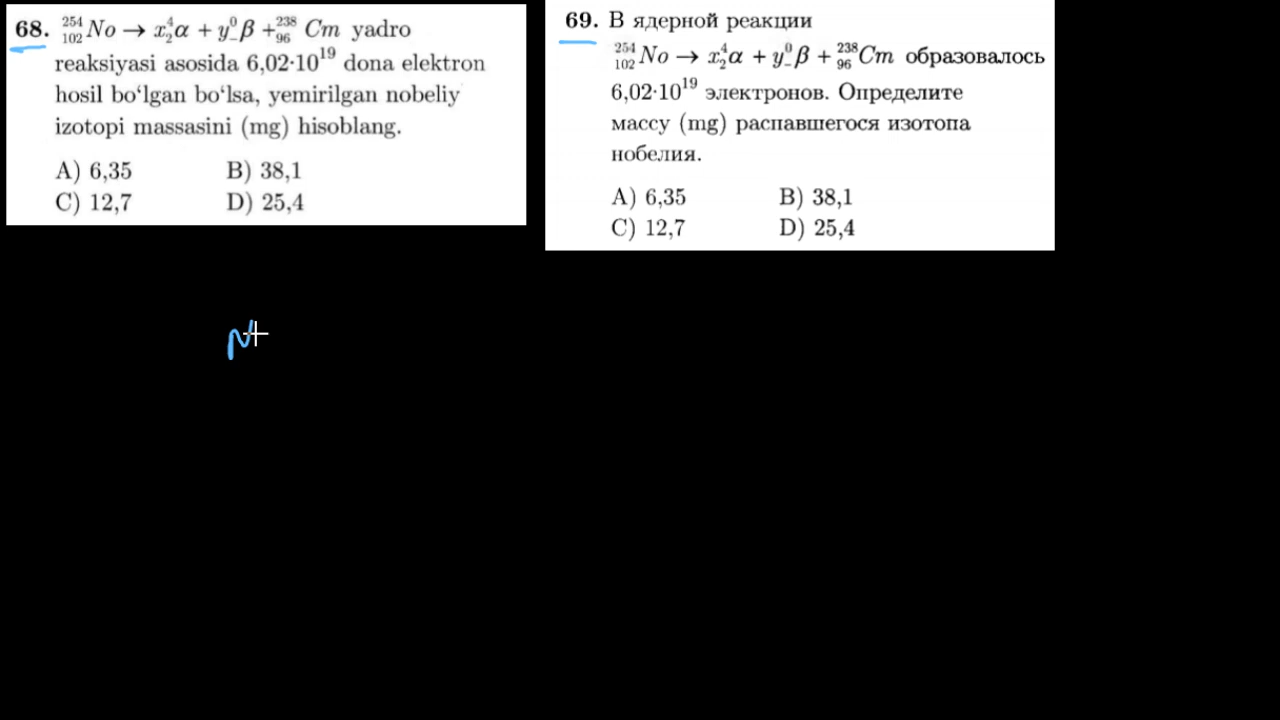 68. ²⁵⁴₁₀₂No → x⁴₂α + y⁰₋β +²³⁸₉₆ Cm yadro
reaksiyasi asosida 6,02·10¹⁹ dona elektron
hosil bo‘lgan bo‘lsa, yemirilgan nobeliy
izotopi massasini (mg) hisoblang.
A) 6,35 B) 38,1
C) 12,7 D) 25,4
69. В ядерной реакции
²⁵⁴₁₀₂No → x⁴₂α + y⁰₋β + ²³⁸₉₆Cm образовалось
6,02·10¹⁹ электронов. Определите
массу (mg) распавшегося изотопа
нобелия.
A) 6,35 B) 38,1
C) 12,7 D) 25,4